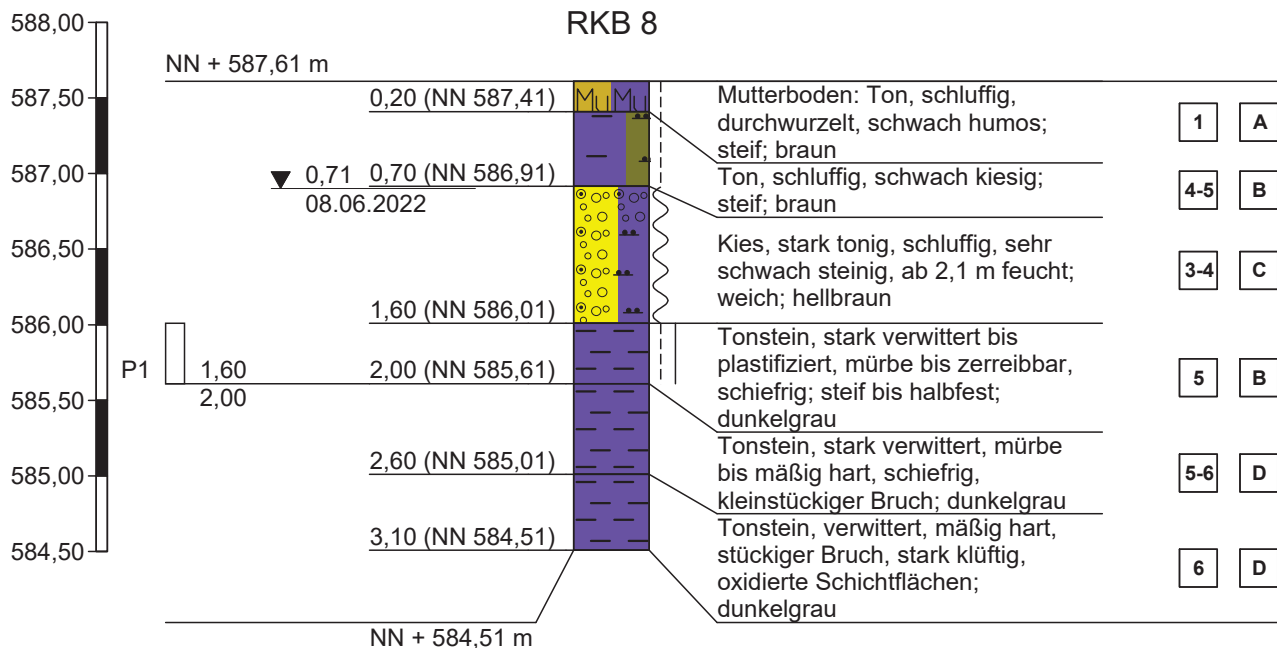 RKB 8
588,00
587,50
587,00
586,50
586,00
585,50
585,00
584,50
NN + 587,61 m
0,20 (NN 587,41)
0,71
08.06.2022
0,70 (NN 586,91)
1,60 (NN 586,01)
P1
1,60
2,00
2,00 (NN 585,61)
2,60 (NN 585,01)
3,10 (NN 584,51)
NN + 584,51 m
Mu Mu
Mutterboden: Ton, schluffig,
durchwurzelt, schwach humos;
steif; braun
1 A
Ton, schluffig, schwach kiesig;
steif; braun
4-5 B
Kies, stark tonig, schluffig, sehr
schwach steinig, ab 2,1 m feucht;
weich; hellbraun
3-4 C
Tonstein, stark verwittert bis
plastifiziert, mürbe bis zerreibbar,
schiefrig; steif bis halbfest;
dunkelgrau
5 B
Tonstein, stark verwittert, mürbe
bis mäßig hart, schiefrig,
kleinstückiger Bruch; dunkelgrau
5-6 D
Tonstein, verwittert, mäßig hart,
stückiger Bruch, stark klüftig,
oxidierte Schichtflächen;
dunkelgrau
6 D